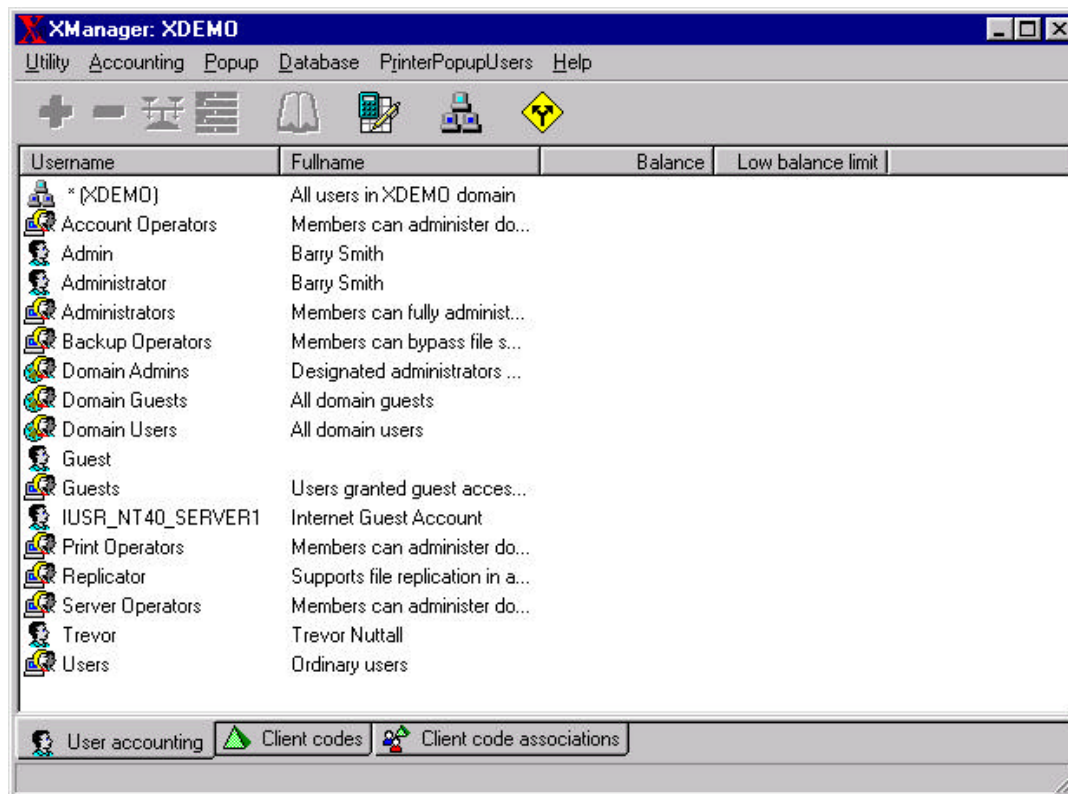 XManager: XDEMO
Utility Accounting Popup Database PrinterPopupUsers Help
Username Fullname Balance Low balance limit
* (XDEMO) All users in XDEMO domain
Account Operators Members can administer do...
Admin Barry Smith
Administrator Barry Smith
Administrators Members can fully administ...
Backup Operators Members can bypass file s...
Domain Admins Designated administrators ...
Domain Guests All domain guests
Domain Users All domain users
Guest
Guests Users granted guest acces...
IUSR_NT40_SERVER1 Internet Guest Account
Print Operators Members can administer do...
Replicator Supports file replication in a...
Server Operators Members can administer do...
Trevor Trevor Nuttall
Users Ordinary users
User accounting Client codes Client code associations